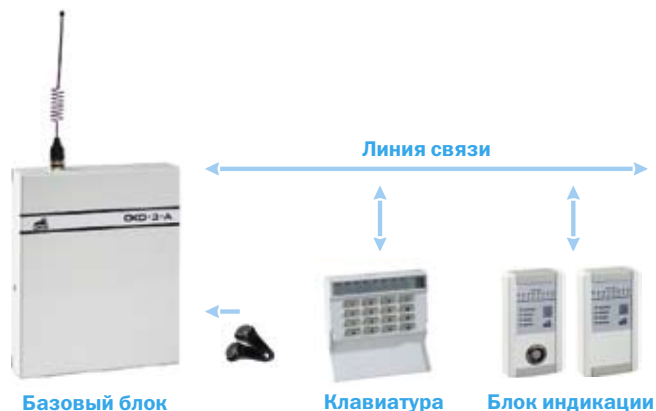 Линия связи
ОКО-3-А
Базовый блок
Клавиатура
Блок индикации